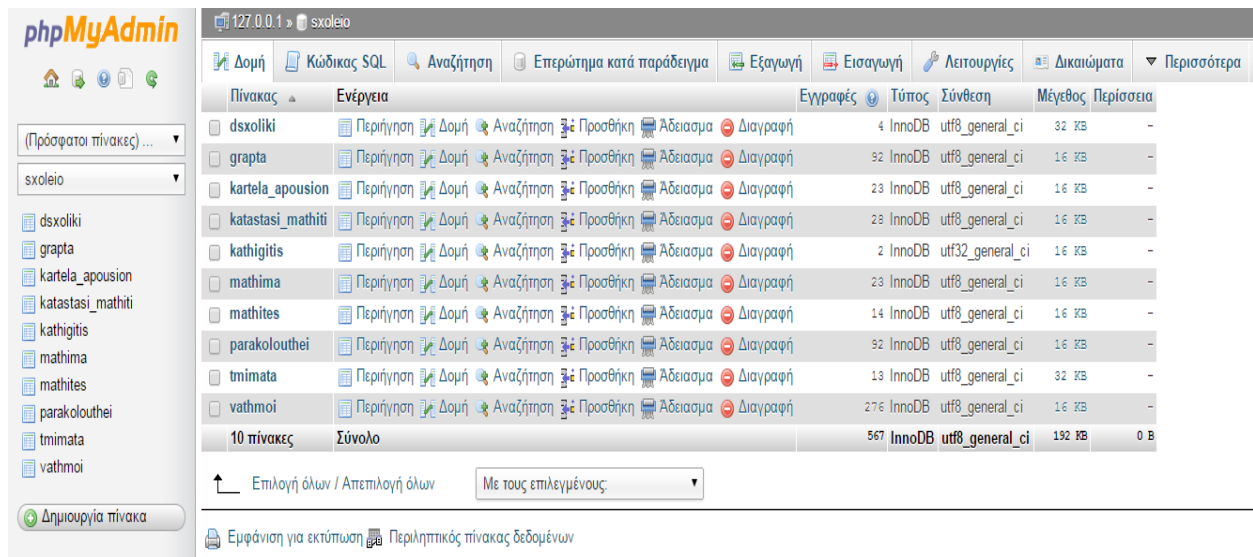 phpMyAdmin
(Πρόσφατοι πίνακες) ...
sxoleio
dsxoliki
grapta
kartela_apousion
katastasi_mathiti
kathigitis
mathima
mathites
parakolouthei
tmimata
vathmoi
Δημιουργία πίνακα
127.0.0.1 » sxoleio
Δομή Κώδικας SQL Αναζήτηση Επερώτημα κατά παράδειγμα Εξαγωγή Εισαγωγή Λειτουργίες Δικαιώματα Περισσότερα
Πίνακας Ενέργεια Εγγραφές Τύπος Σύνθεση Μέγεθος Περίσσεια
dsxoliki Περιήγηση Δομή Αναζήτηση Προσθήκη Άδειασμα Διαγραφή 4 InnoDB utf8_general_ci 32 KB -
grapta Περιήγηση Δομή Αναζήτηση Προσθήκη Άδειασμα Διαγραφή 92 InnoDB utf8_general_ci 16 KB -
kartela_apousion Περιήγηση Δομή Αναζήτηση Προσθήκη Άδειασμα Διαγραφή 23 InnoDB utf8_general_ci 16 KB -
katastasi_mathiti Περιήγηση Δομή Αναζήτηση Προσθήκη Άδειασμα Διαγραφή 28 InnoDB utf8_general_ci 16 KB -
kathigitis Περιήγηση Δομή Αναζήτηση Προσθήκη Άδειασμα Διαγραφή 2 InnoDB utf32_general_ci 16 KB -
mathima Περιήγηση Δομή Αναζήτηση Προσθήκη Άδειασμα Διαγραφή 23 InnoDB utf8_general_ci 16 KB -
mathites Περιήγηση Δομή Αναζήτηση Προσθήκη Άδειασμα Διαγραφή 14 InnoDB utf8_general_ci 16 KB -
parakolouthei Περιήγηση Δομή Αναζήτηση Προσθήκη Άδειασμα Διαγραφή 92 InnoDB utf8_general_ci 16 KB -
tmimata Περιήγηση Δομή Αναζήτηση Προσθήκη Άδειασμα Διαγραφή 13 InnoDB utf8_general_ci 32 KB -
vathmoi Περιήγηση Δομή Αναζήτηση Προσθήκη Άδειασμα Διαγραφή 276 InnoDB utf8_general_ci 16 KB -
10 πίνακες Σύνολο 567 InnoDB utf8_general_ci 192 KB 0 B
Επιλογή όλων / Απεπιλογή όλων Με τους επιλεγμένους:
Εμφάνιση για εκτύπωση Περιληπτικός πίνακας δεδομένων